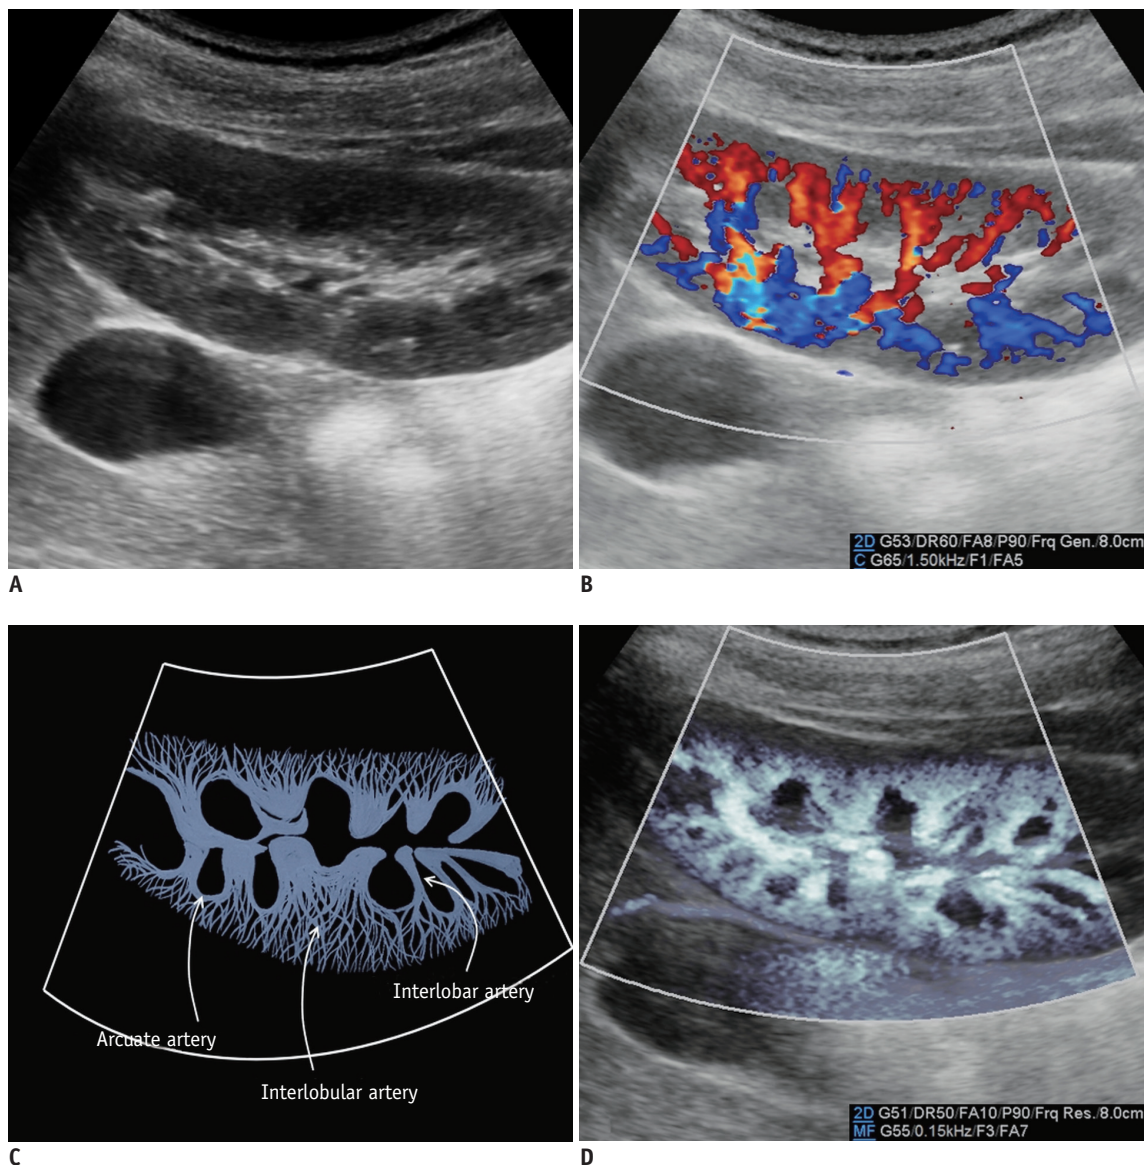 2D G53/DR60/FA8/P90/Frq Gen./8.0cm
C G65/1.50kHz/F1/FA5
A
B
Interlobar artery
Arcuate artery
Interlobular artery
2D G51/DR50/FA10/P90/Frq Res./8.0cm
MF G55/0.15kHz/F3/FA7
C
D